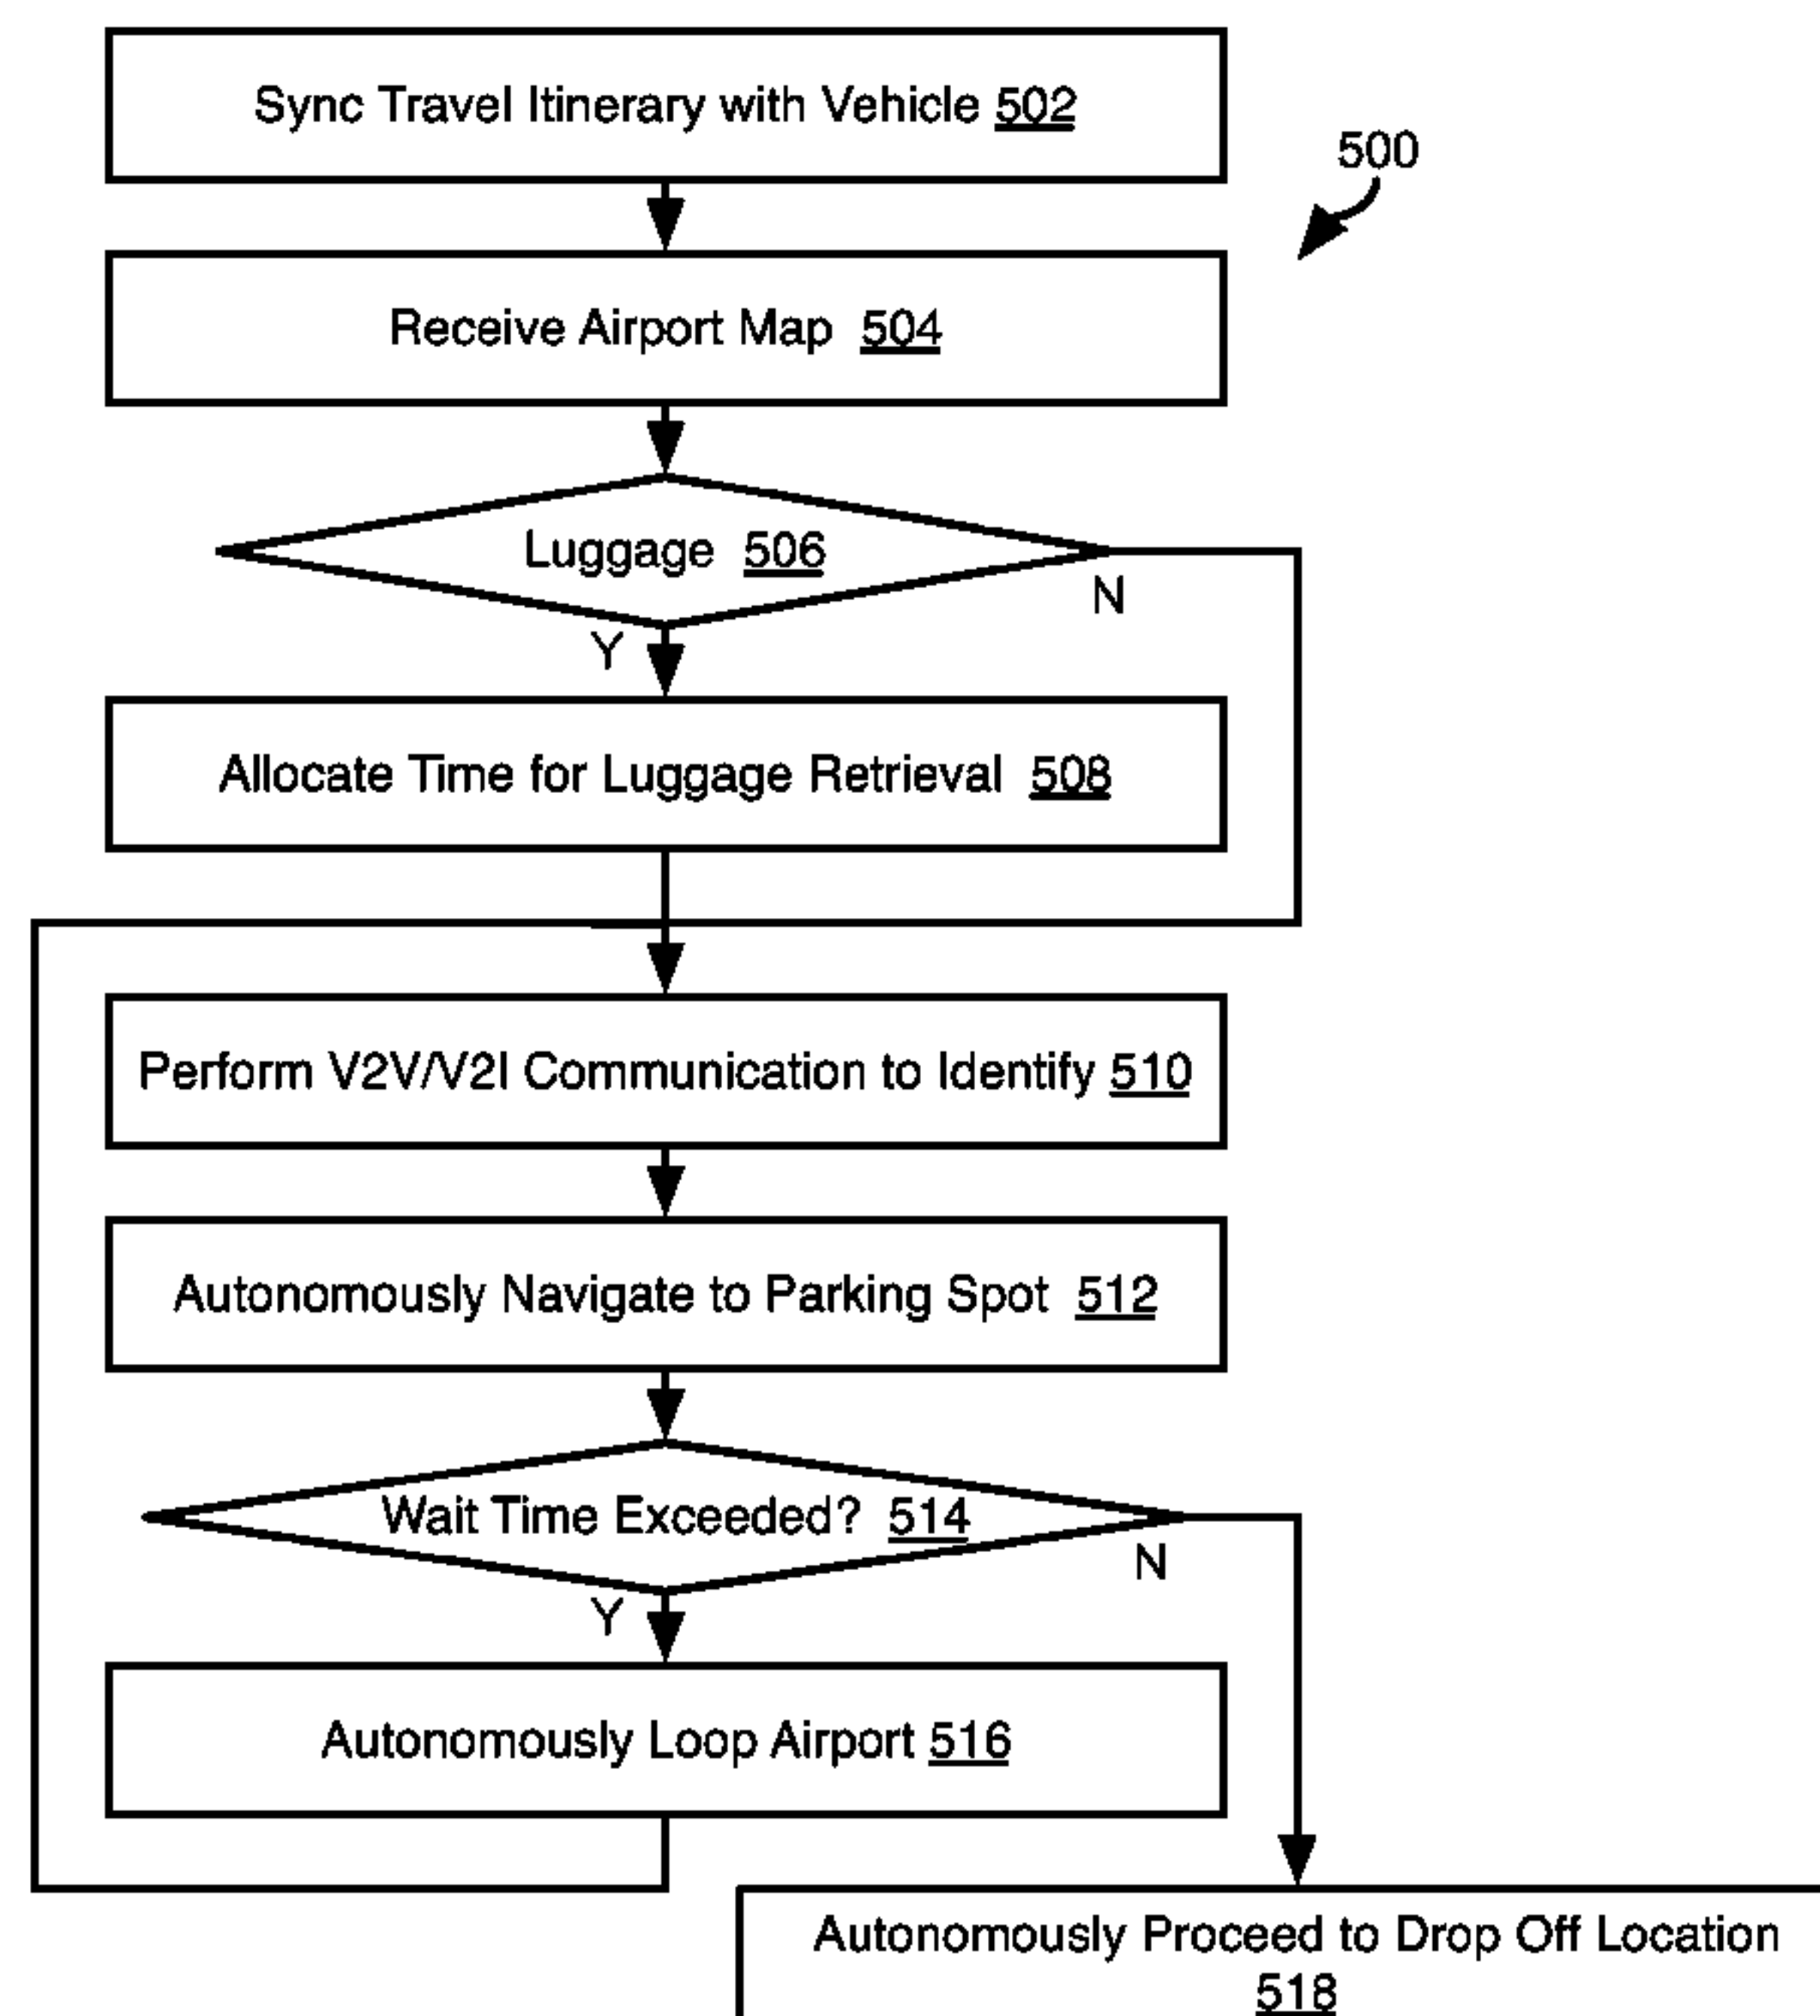 Sync Travel Itinerary with Vehicle 502
500
Receive Airport Map 504
Luggage 506
N
Y
Allocate Time for Luggage Retrieval 508
Perform V2V/V2I Communication to Identify 510
Autonomously Navigate to Parking Spot 512
Wait Time Exceeded? 514
N
Y
Autonomously Loop Airport 516
Autonomously Proceed to Drop Off Location
518